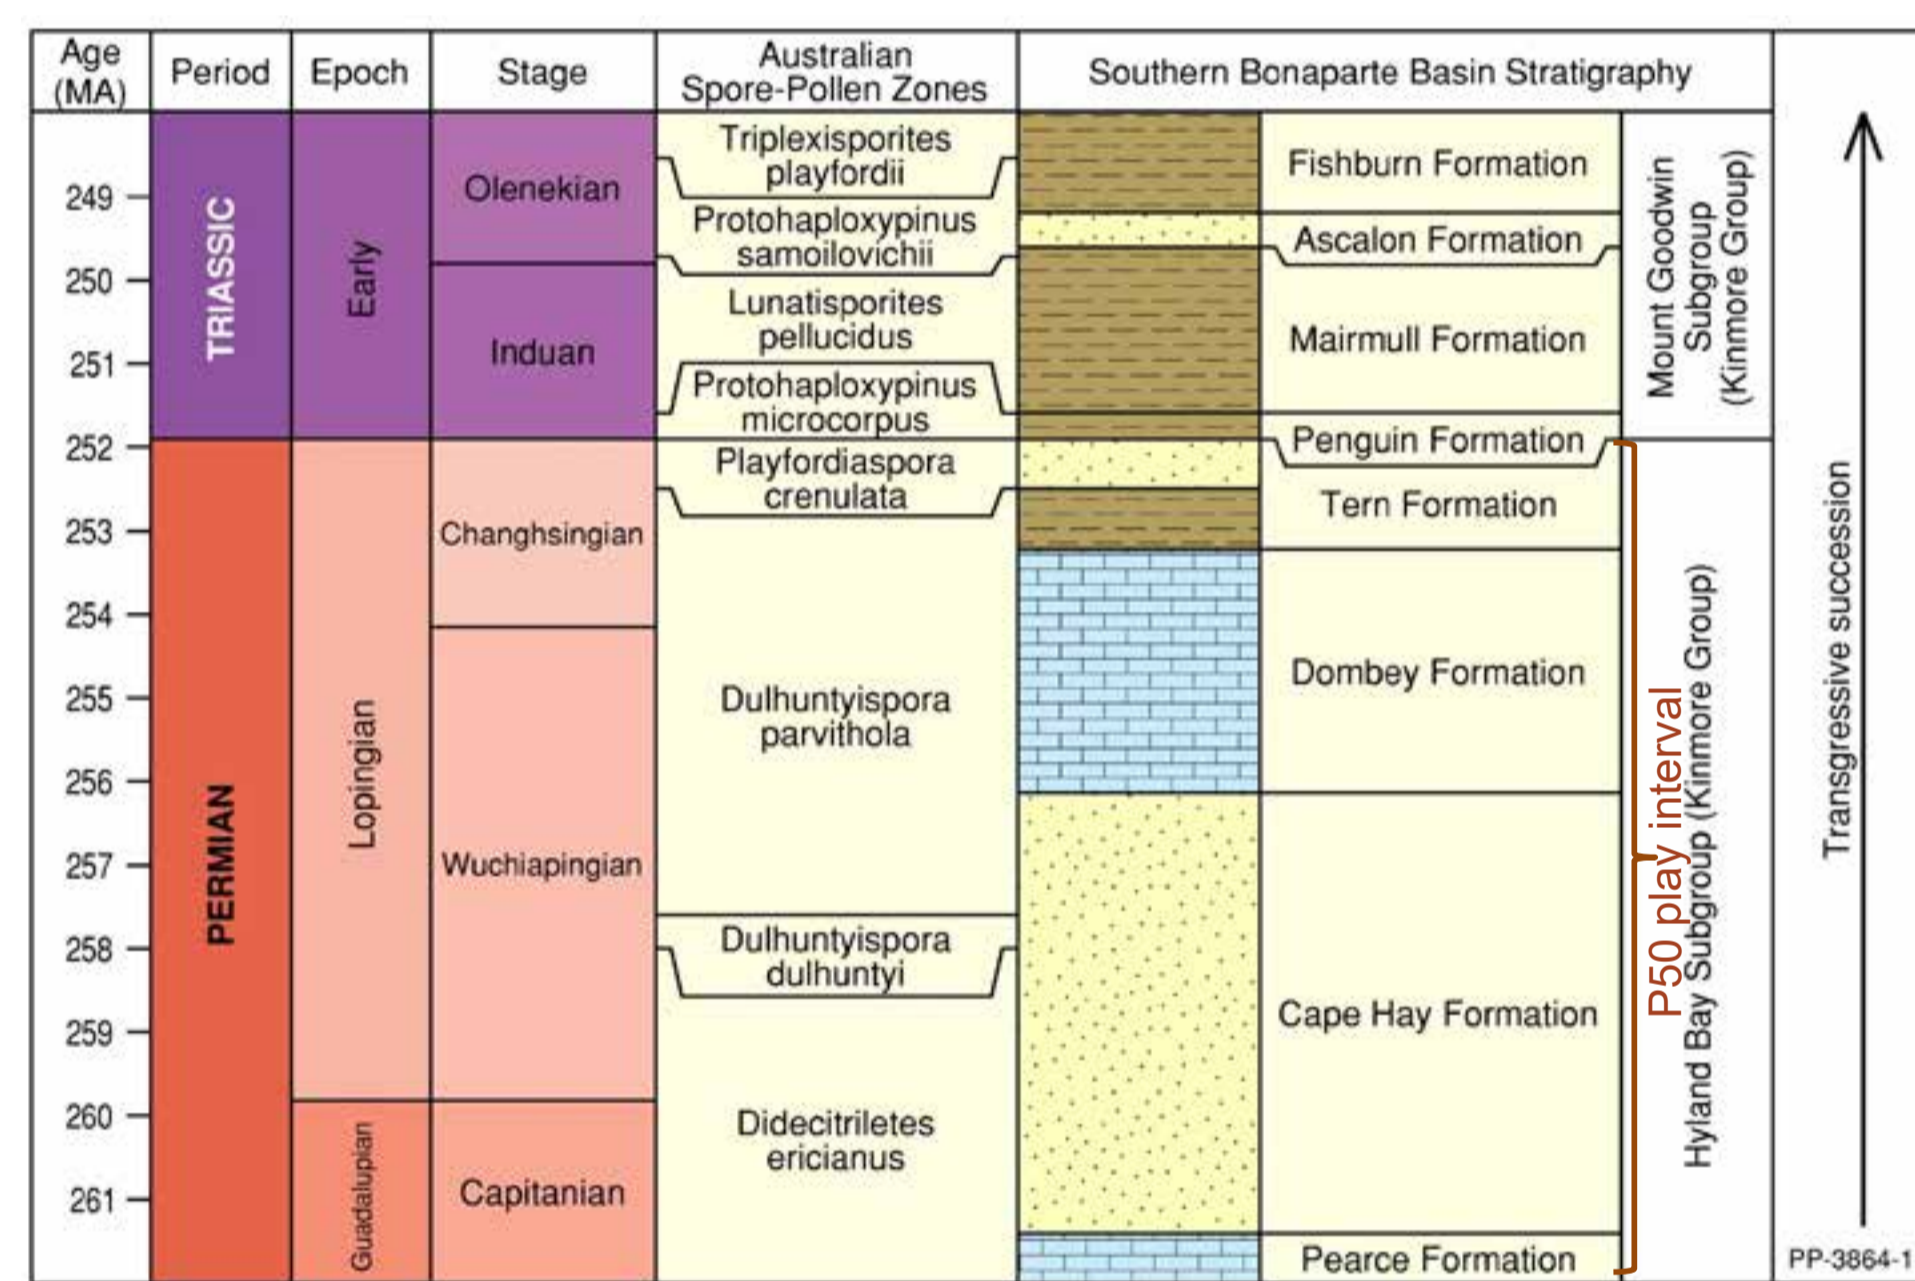 Age
(MA)
Period
Epoch
Stage
Australian
Spore-Pollen Zones
Southern Bonaparte Basin Stratigraphy
249
250
251
252
253
254
255
256
257
258
259
260
261
TRIASSIC
PERMIAN
Early
Lopingian
Guadalupian
Olenekian
Induan
Changhsingian
Wuchiapingian
Capitanian
Triplexisporites
playfordii
Protohaploxypinus
samoilovichii
Lunatisporites
pellucidus
Protohaploxypinus
microcorpus
Playfordiaspora
crenulata
Dulhuntyispora
parvithola
Dulhuntyispora
dulhuntyi
Didecitriletes
ericianus
Fishburn Formation
Ascalon Formation
Mairmull Formation
Penguin Formation
Tern Formation
Dombey Formation
Cape Hay Formation
Pearce Formation
Mount Goodwin
Subgroup
(Kinmore Group)
P50 play interval
Hyland Bay Subgroup (Kinmore Group)
Transgressive succession
PP-3864-1